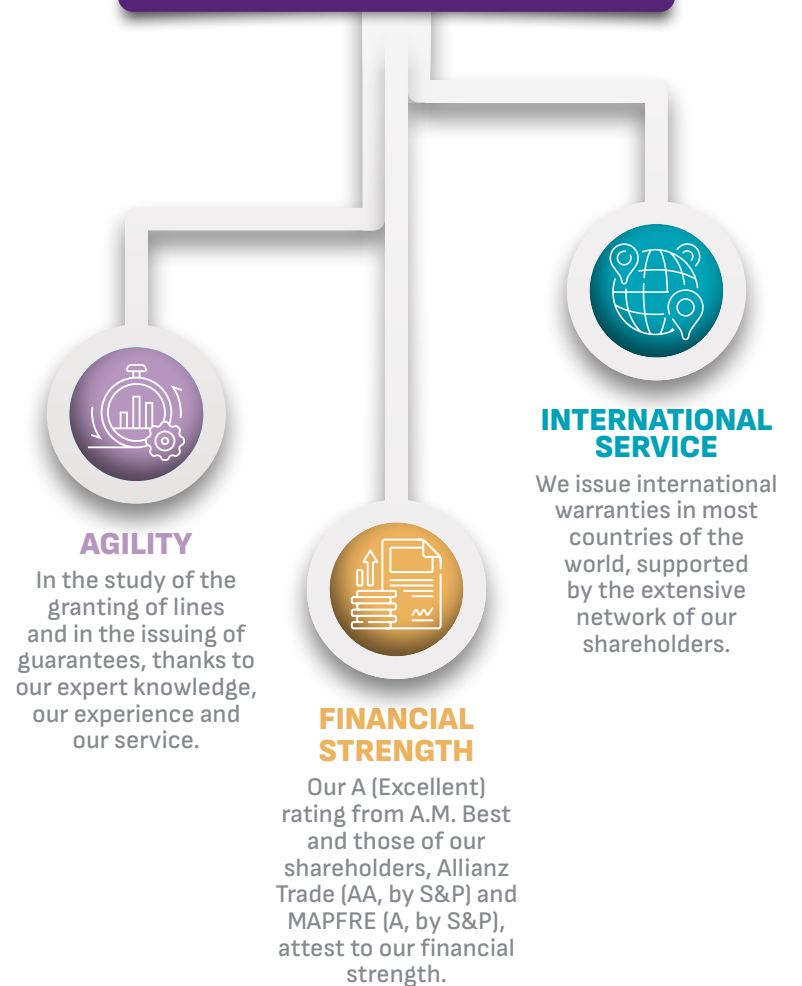 AGILITY
In the study of the
granting of lines
and in the issuing of
guarantees, thanks to
our expert knowledge,
our experience and
our service.
FINANCIAL
STRENGTH
Our A (Excellent)
rating from A.M. Best
and those of our
shareholders, Allianz
Trade (AA, by S&P) and
MAPFRE (A, by S&P),
attest to our financial
strength.
INTERNATIONAL
SERVICE
We issue international
warranties in most
countries of the
world, supported
by the extensive
network of our
shareholders.